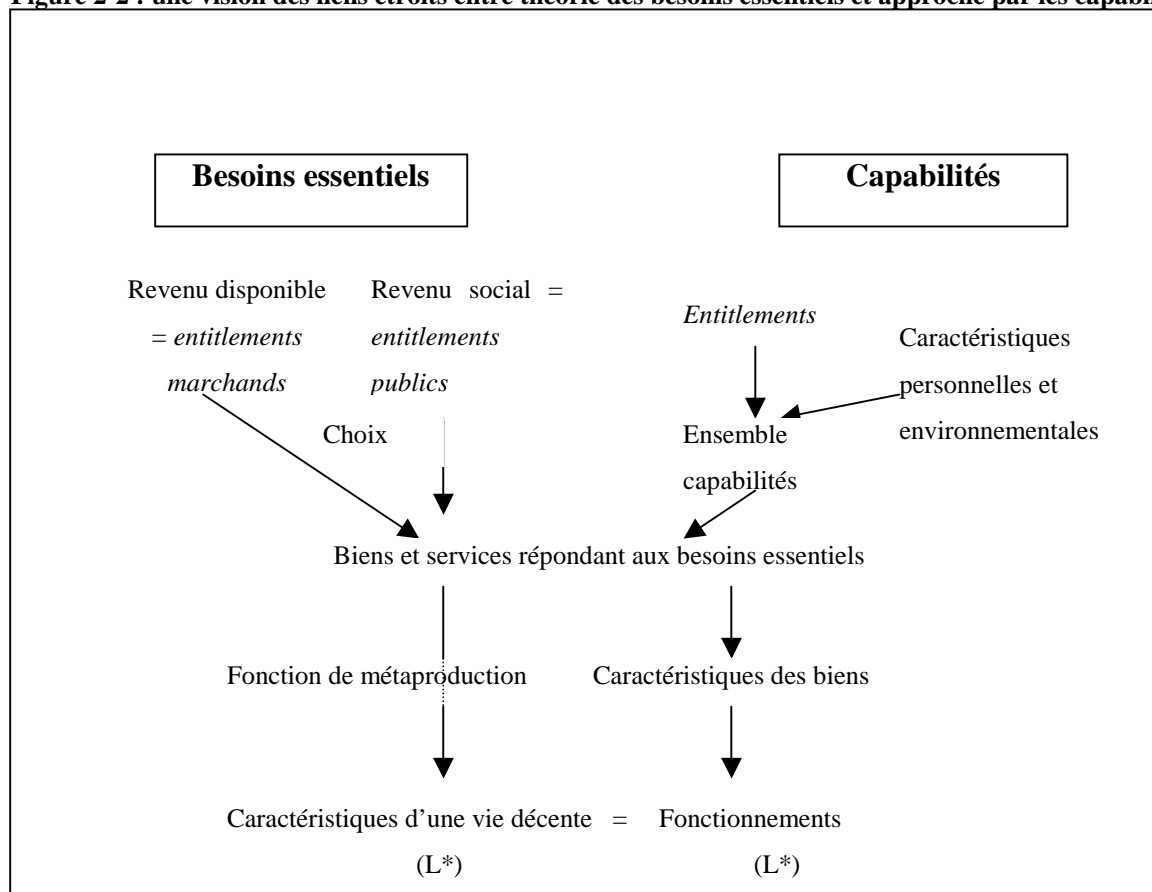 Figure 2-2 : une vision des liens étroits entre théorie des besoins essentiels et approche par les
Besoins essentiels
Capabilités
Revenu disponible
= entitlements
marchands
Revenu social =
entitlements
publics
Entitlements
Caractéristiques
personnelles et
environnementales
Choix
Ensemble
capabilités
Biens et services répondant aux besoins essentiels
Fonction de métaproduction
Caractéristiques des biens
Caractéristiques d’une vie décente = Fonctionnements
(L*)
(L*)